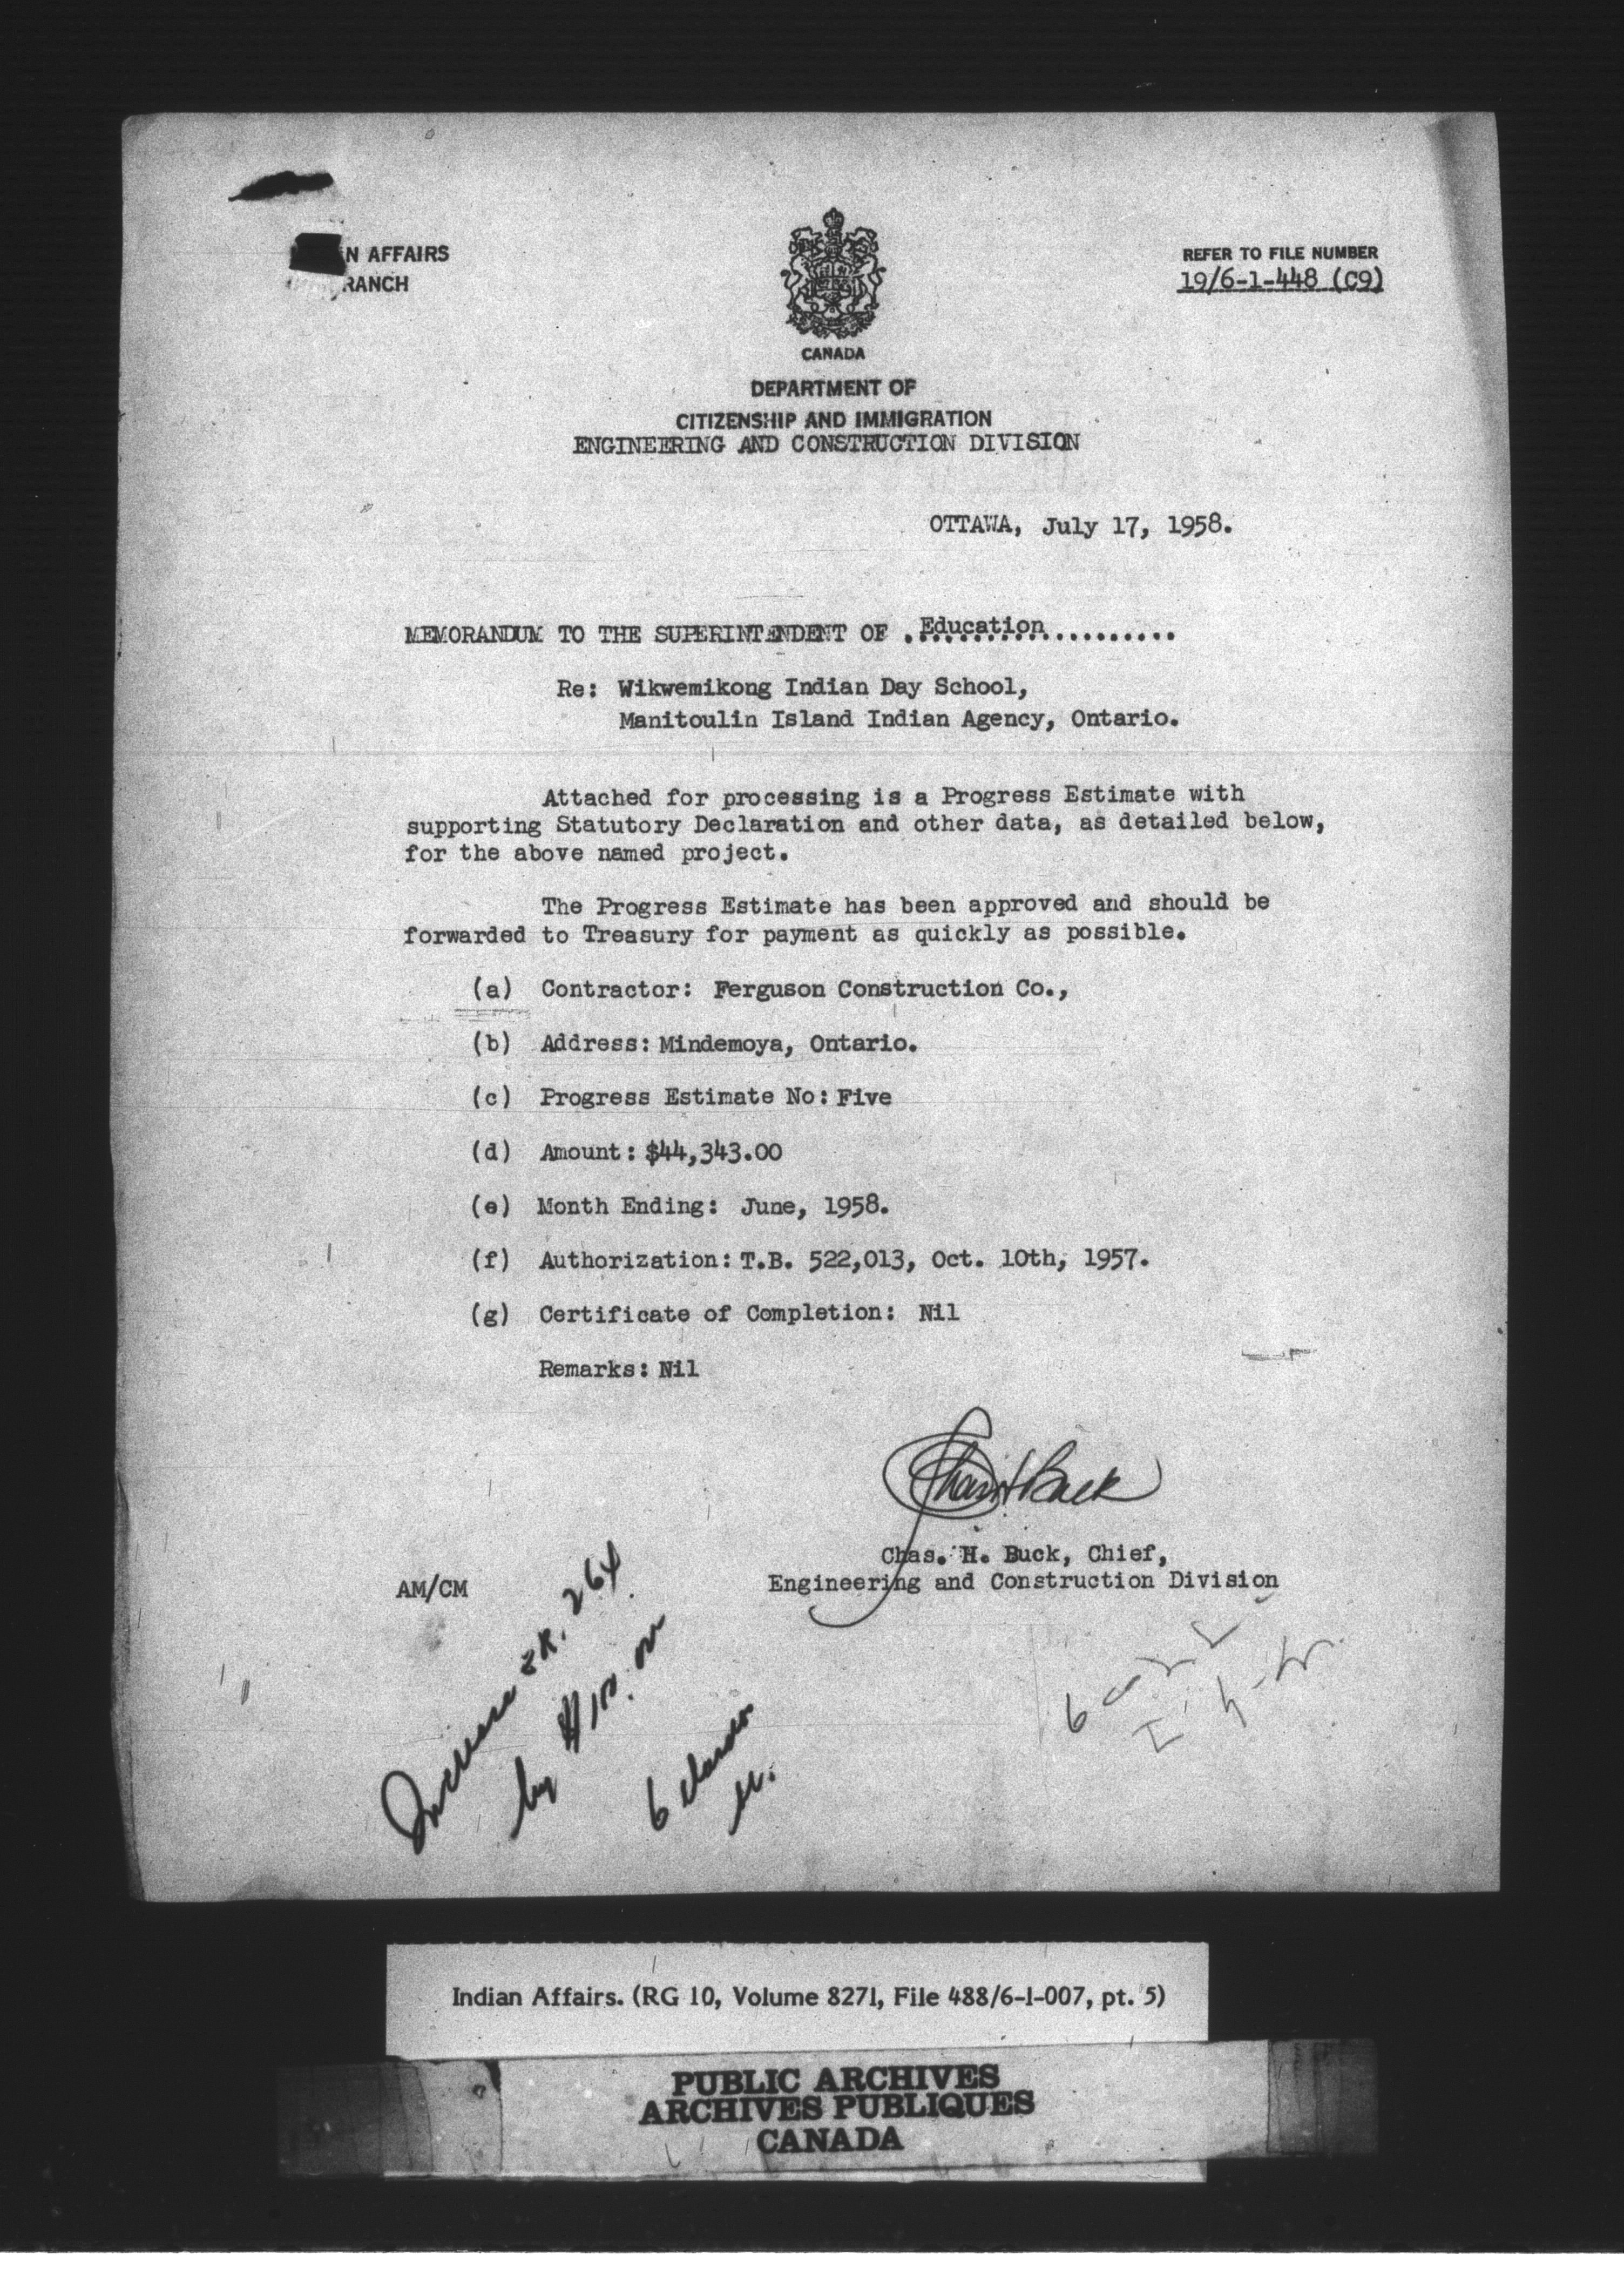 N AFFAIRS
RANCH
REFER TO FILE NUMBER
19/6-1-448 (C9)
CANADA
DEPARTMENT OF
CITIZENSHIP AND IMMIGRATION
ENGINEERING AND CONSTRUCTION DIVISION
OTTAWA, July 17, 1958.
MEMORANDUM TO THE SUPERINTENDENT OF .Education...........
Re: Wikwemikong Indian Day School,
Manitoulin Island Indian Agency, Ontario.
Attached for processing is a Progress Estimate with
supporting Statutory Declaration and other data, as detailed below,
for the above named project.
The Progress Estimate has been approved and should be
forwarded to Treasury for payment as quickly as possible.
(a) Contractor: Ferguson Construction Co.,
(b) Address: Mindemoya, Ontario.
(c) Progress Estimate No: Five
(d) Amount: $44,343.00
(e) Month Ending: June, 1958.
(f) Authorization: T.B. 522,013, Oct. 10th, 1957.
(g) Certificate of Completion: Nil
Remarks: Nil
Chas H Buck
Chas. H. Buck, Chief,
Engineering and Construction Division
AM/CM
Increase 264
by
6
Indian Affairs. (RG 10, Volume 8271, File 488/6-1-007, pt. 5)
PUBLIC ARCHIVES
ARCHIVES PUBLIQUES
CANADA